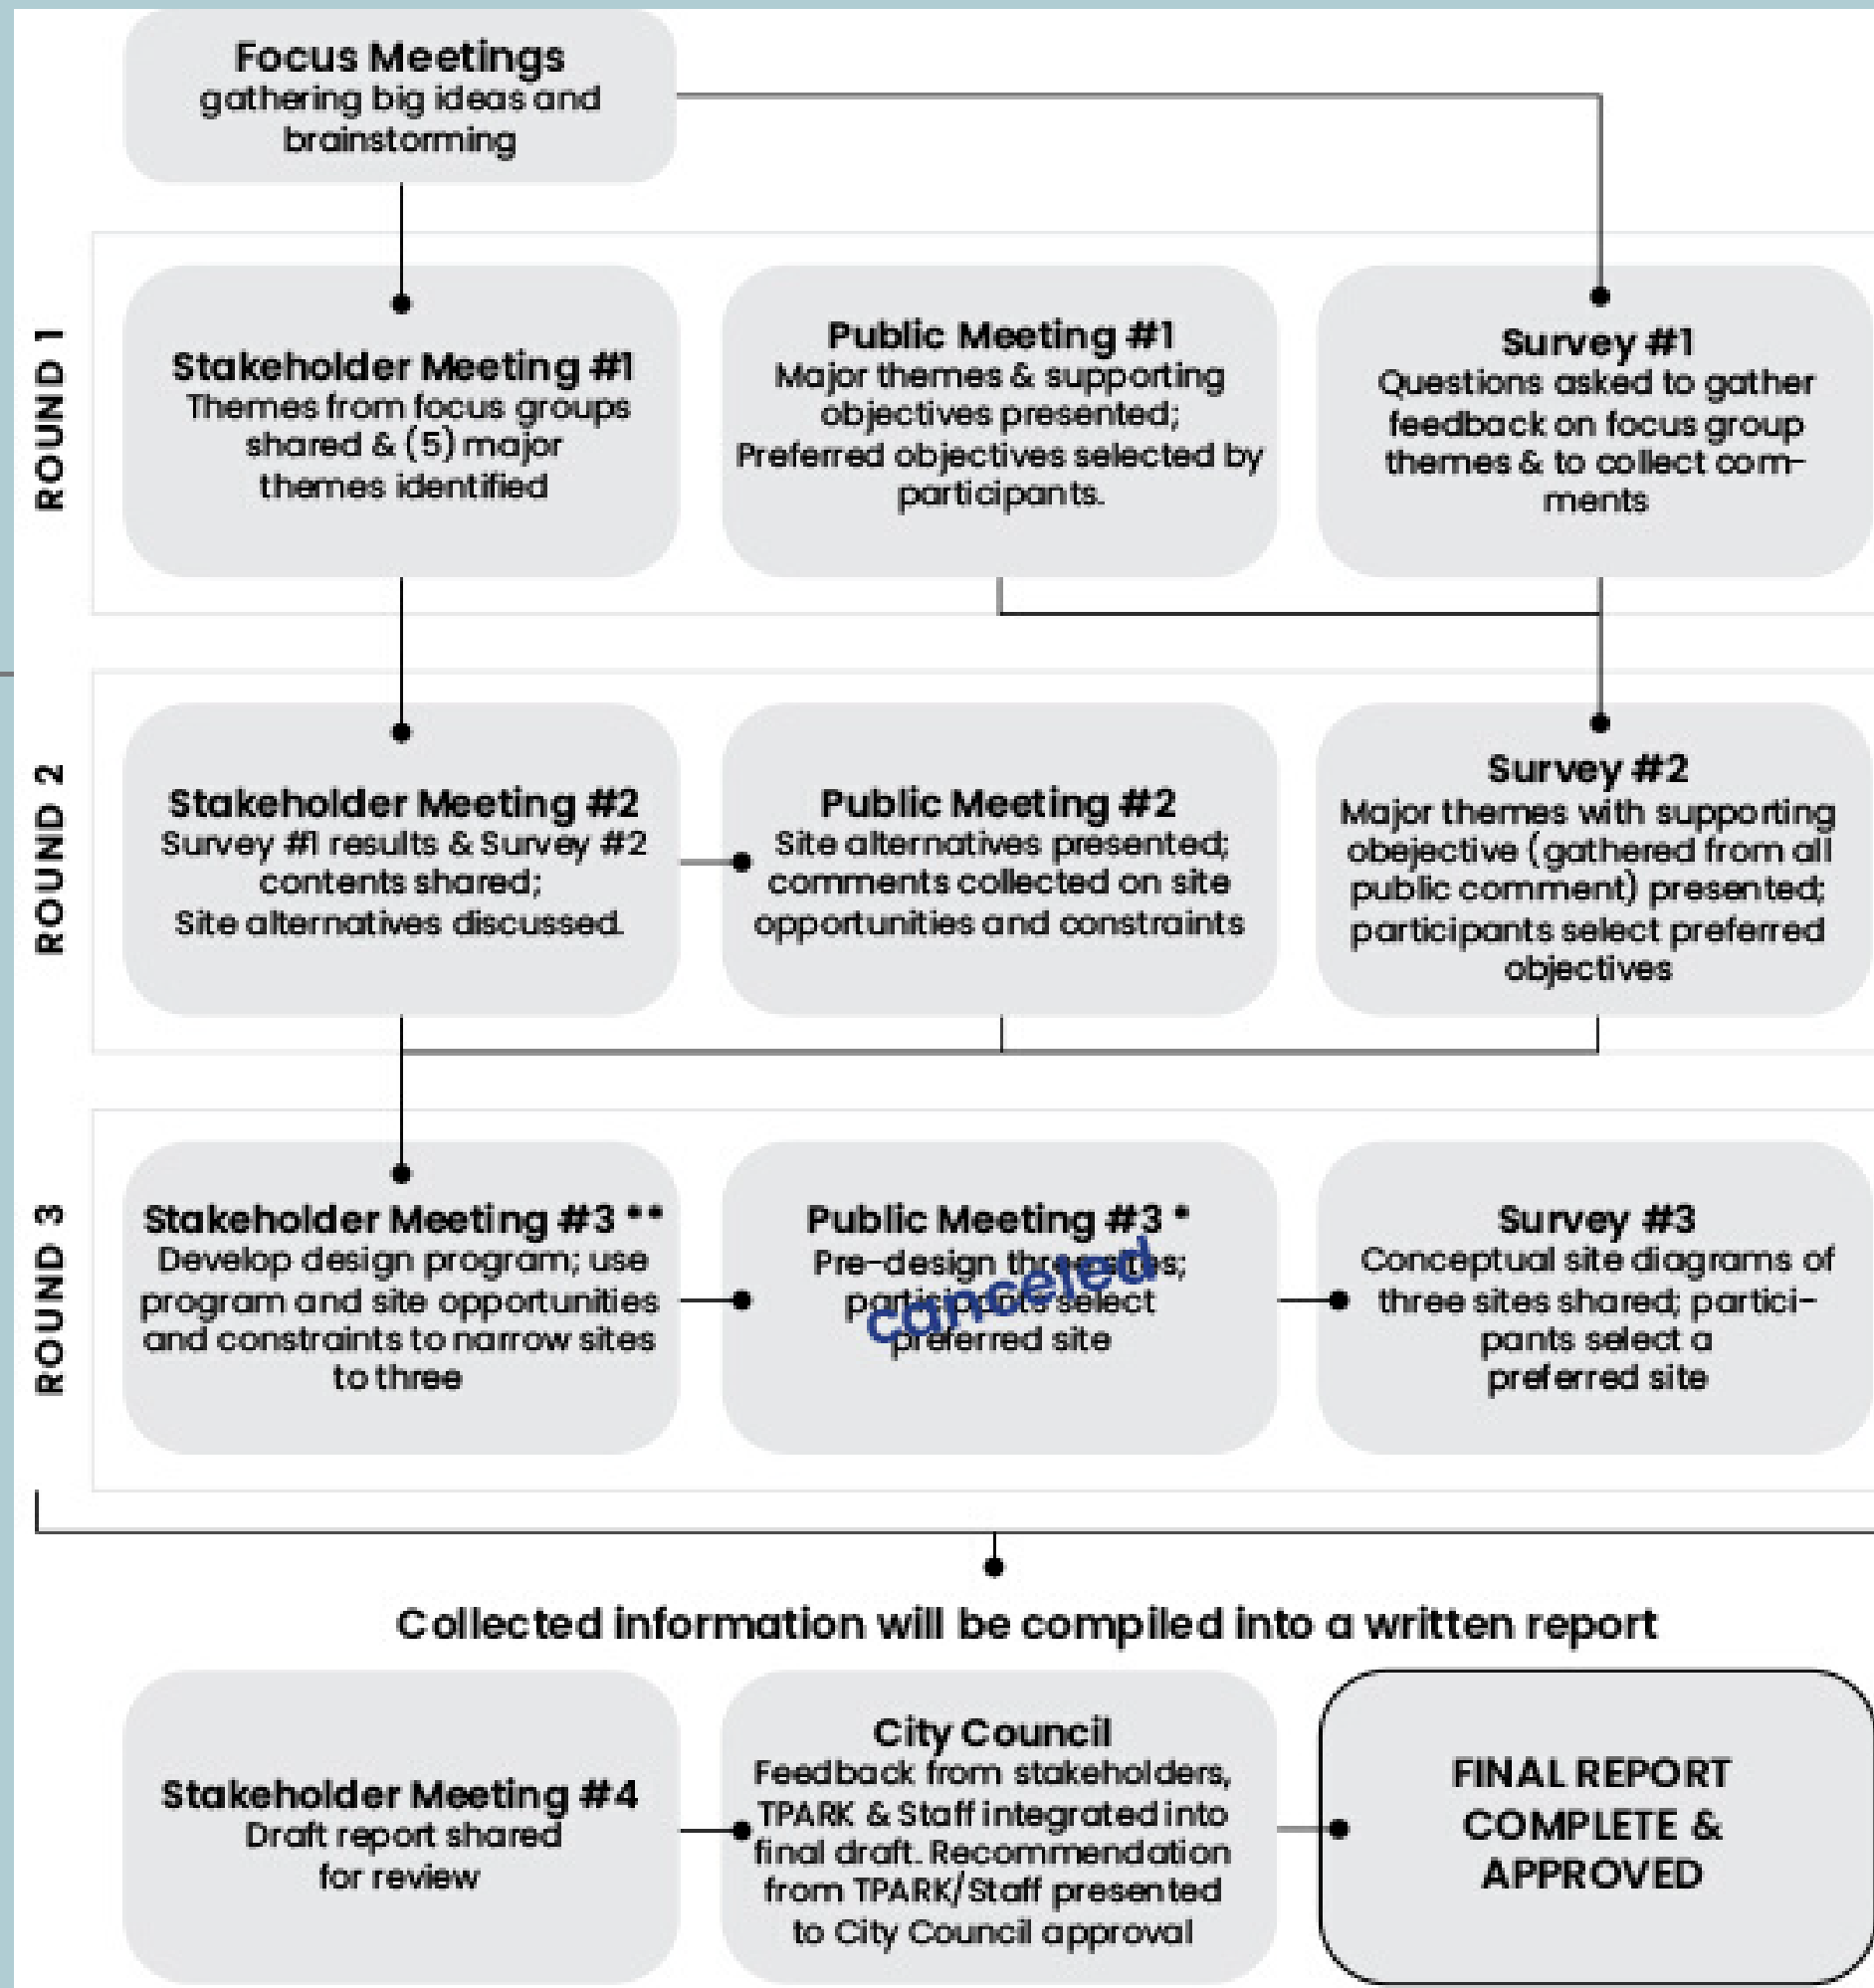 Focus Meetings
gathering big ideas and
brainstorming
ROUND 1
Stakeholder Meeting #1
Themes from focus groups
shared & (5) major
themes identified
Public Meeting #1
Major themes & supporting
objectives presented;
Preferred objectives selected by
participants.
Survey #1
Questions asked to gather
feedback on focus group
themes & to collect com-
ments
ROUND 2
Stakeholder Meeting #2
Survey #1 results & Survey #2
contents shared;
Site alternatives discussed.
Public Meeting #2
Site alternatives presented;
comments collected on site
opportunities and constraints
Survey #2
Major themes with supporting
obejective (gathered from all
public comment) presented;
participants select preferred
objectives
ROUND 3
Stakeholder Meeting #3 **
Develop design program; use
program and site opportunities
and constraints to narrow sites
to three
Public Meeting #3 *
Pre-design three sites;
participants select
preferred site
canceled
Survey #3
Conceptual site diagrams of
three sites shared; partici-
pants select a
preferred site
Collected information will be compiled into a written report
Stakeholder Meeting #4
Draft report shared
for review
City Council
Feedback from stakeholders,
TPARK & Staff integrated into
final draft. Recommendation
from TPARK/Staff presented
to City Council approval
FINAL REPORT
COMPLETE &
APPROVED